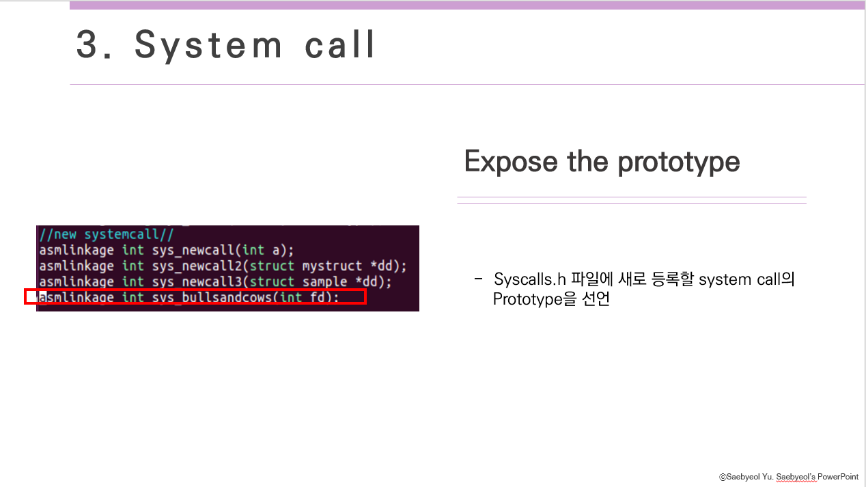 3. System call
Expose the prototype
//new systemcall//
asmlinkage int sys_newcall(int a);
asmlinkage int sys_newcall2(struct mystruct *dd);
asmlinkage int sys_newcall3(struct sample *dd);
asmlinkage int sys_bullsandcows(int fd);
- Syscalls.h 파일에 새로 등록할 system call의
Prototype을 선언
ⓒSaebyeol Yu. Saebyeol's PowerPoint